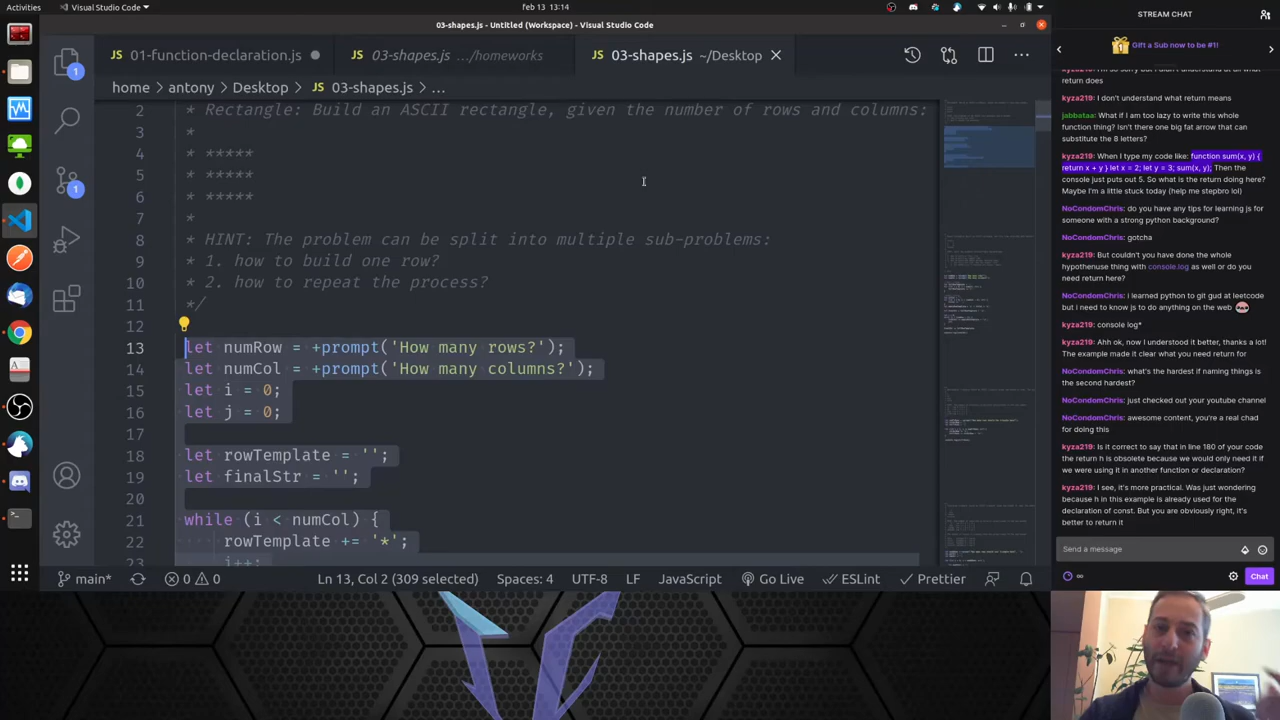 Activities
Visual Studio Code
feb 13 13:14
03-shapes.js - Untitled (Workspace) - Visual Studio Code
JS 01-function-declaration.js
JS 03-shapes.js .../homeworks
JS 03-shapes.js ~/Desktop
home > antony > Desktop > JS 03-shapes.js > ...
2 * Rectangle: Build an ASCII rectangle, given the number of rows and columns:
3 *
4 * *****
5 * *****
6 * *****
7 *
8 * HINT: The problem can be split into multiple sub-problems:
9 * 1. How to build one row?
10 * 2. How to repeat the process?
11 */
12
13 let numRow = +prompt('How many rows?');
14 let numCol = +prompt('How many columns?');
15 let i = 0;
16 let j = 0;
17
18 let rowTemplate = '';
19 let finalStr = '';
20
21 while (i < numCol) {
22 rowTemplate += '*';
23 i++
main*
0 0
Ln 13, Col 2 (309 selected)
Spaces: 4
UTF-8
LF
JavaScript
Go Live
ESLint
Prettier
STREAM CHAT
Gift a Sub now to be #1!
return does
kyza219: I don't understand what return means
jabbataa: What if I am too lazy to write this whole
function thing? Isn't there one big fat arrow that can
substitute the 8 letters?
kyza219: When I type my code like: function sum(x, y) {
return x + y } let x = 2; let y = 3; sum(x, y); Then the
console just puts out 5. So what is the return doing here?
Maybe I'm a little stuck today (help me stepbro lol)
NoCondomChris: do you have any tips for learning js for
someone with a strong python background?
NoCondomChris: gotcha
kyza219: But couldn't you have done the whole
hypothenuse thing with console.log as well or do you
need return here?
NoCondomChris: i learned python to git gud at leetcode
but i need to know js to do anything on the web
kyza219: console log*
kyza219: Ahh ok, now I understood it better, thanks a lot!
The example made it clear what you need return for
NoCondomChris: what's the hardest if naming things is
the second hardest?
NoCondomChris: just checked out your youtube channel
NoCondomChris: awesome content, you're a real chad
for doing this
kyza219: Is it correct to say that in line 180 of your code
the return h is obsolete because we would only need it if
we were using it in another function or declaration?
kyza219: I see, it's more practical. Was just wondering
because h in this example is already used for the
declaration of const. But you are obviously right, it's
better to return it
Send a message
Chat